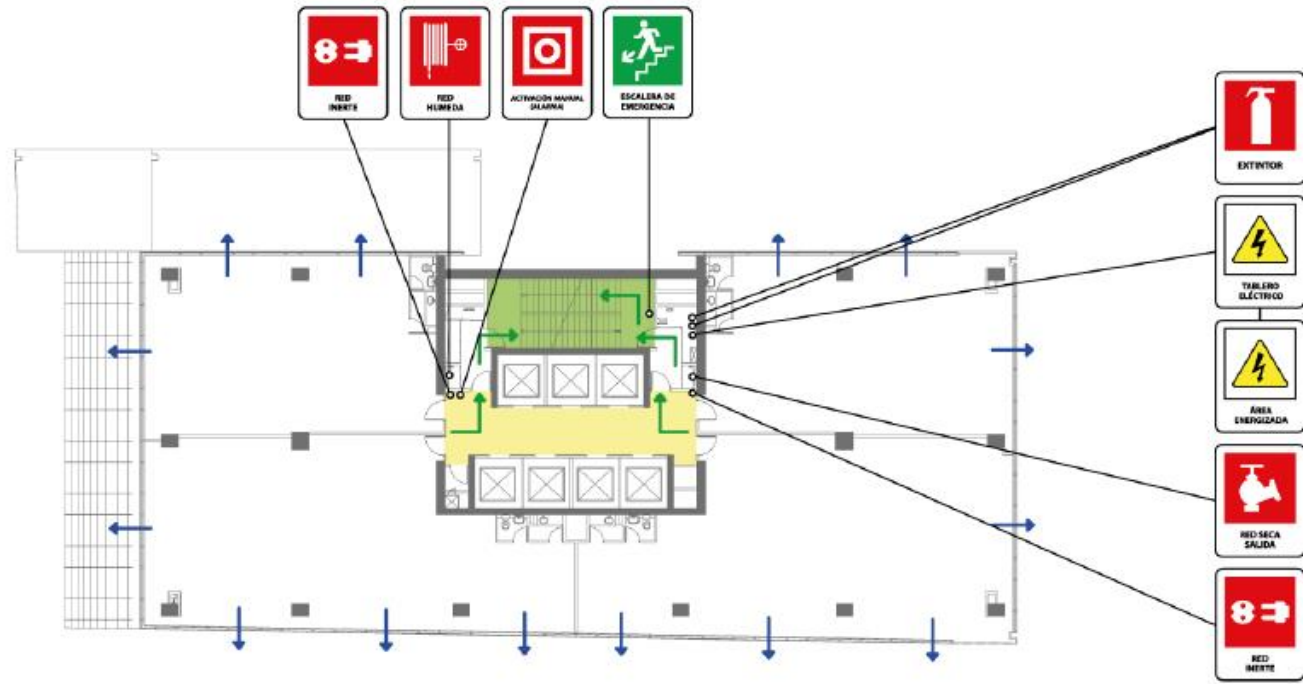 RED
INERTE
RED
HUMEDA
ACTIVACIÓN MANUAL
(ALARMA)
ESCALERA DE
EMERGENCIA
EXTINTOR
TABLERO
ELÉCTRICO
ÁREA
ENERGIZADA
RED SECA
SALIDA
RED
INERTE